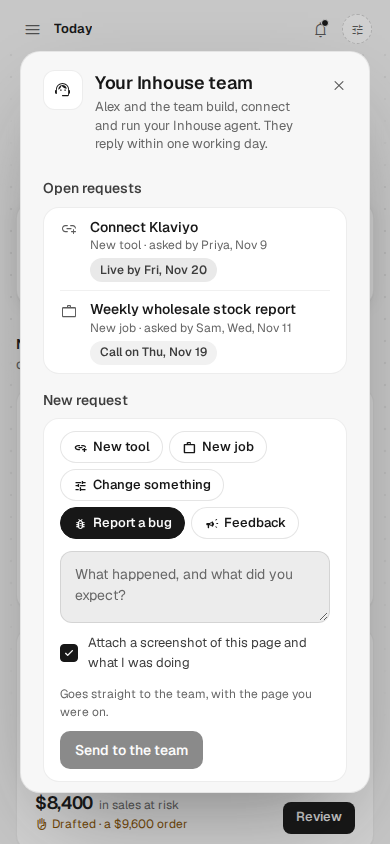 Today
Your Inhouse team
Alex and the team build, connect
and run your Inhouse agent. They
reply within one working day.
Open requests
Connect Klaviyo
New tool · asked by Priya, Nov 9
Live by Fri, Nov 20
Weekly wholesale stock report
New job · asked by Sam, Wed, Nov 11
Call on Thu, Nov 19
New request
New tool
New job
Change something
Report a bug
Feedback
What happened, and what did you
expect?
Attach a screenshot of this page and
what I was doing
Goes straight to the team, with the page you
were on.
Send to the team
$8,400 in sales at risk
Drafted · a $9,600 order
Review